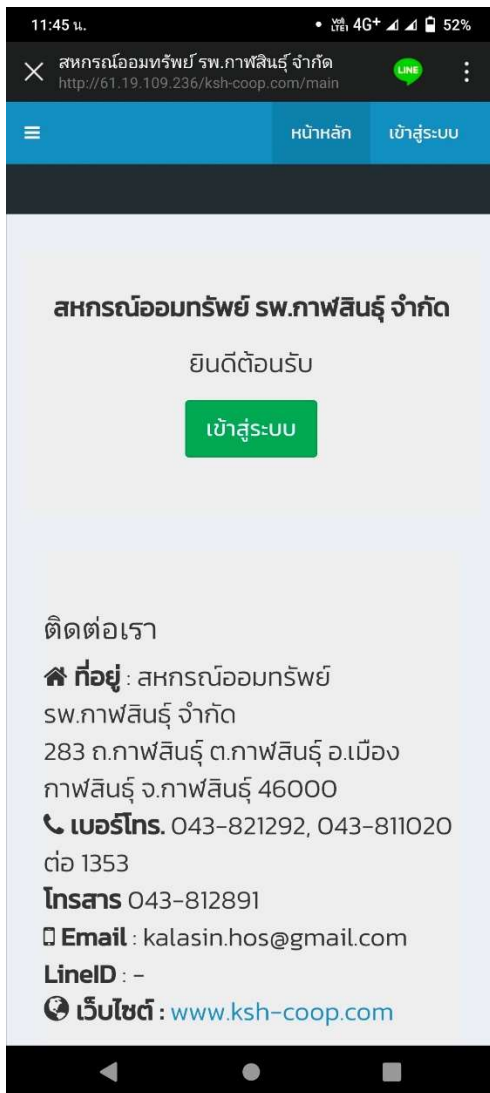 11:45 น. VoLTE1 4G+ 52%
สหกรณ์ออมทรัพย์ รพ.กาฬสินธุ์ จำกัด
http://61.19.109.236/ksh-coop.com/main
LINE
หน้าหลัก เข้าสู่ระบบ
สหกรณ์ออมทรัพย์ รพ.กาฬสินธุ์ จำกัด
ยินดีต้อนรับ
เข้าสู่ระบบ
ติดต่อเรา
ที่อยู่ : สหกรณ์ออมทรัพย์
รพ.กาฬสินธุ์ จำกัด
283 ถ.กาฬสินธุ์ ต.กาฬสินธุ์ อ.เมือง
กาฬสินธุ์ จ.กาฬสินธุ์ 46000
เบอร์โทร. 043-821292, 043-811020
ต่อ 1353
โทรสาร 043-812891
Email : kalasin.hos@gmail.com
LineID : -
เว็บไซต์ : www.ksh-coop.com